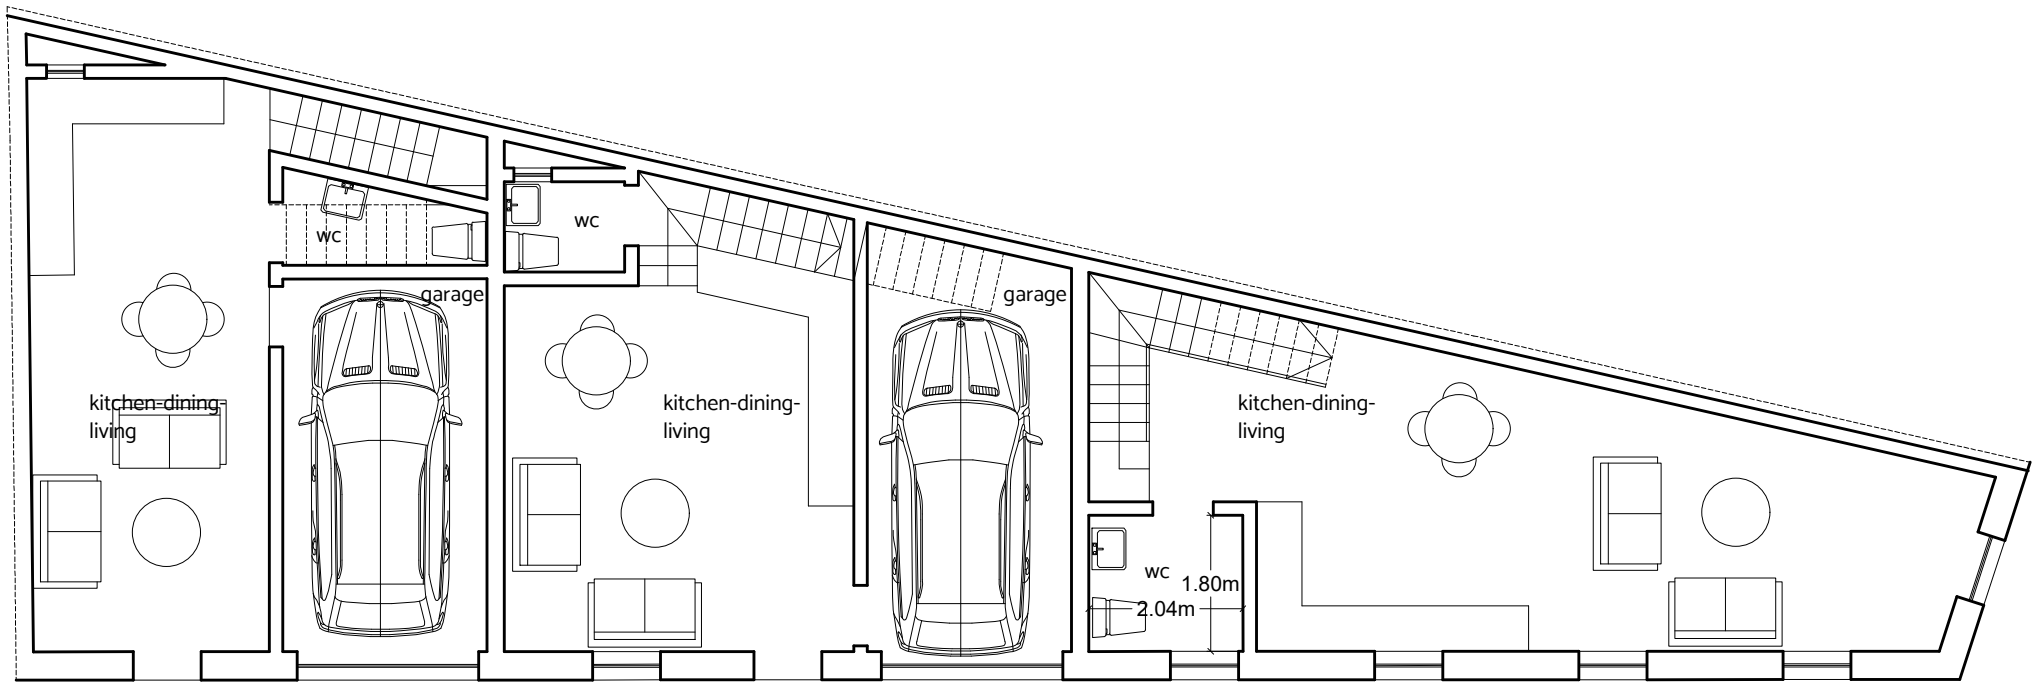 wc
wc
garage
garage
kitchen-dining-
living
kitchen-dining-
living
kitchen-dining-
living
wc
1.80m
2.04m